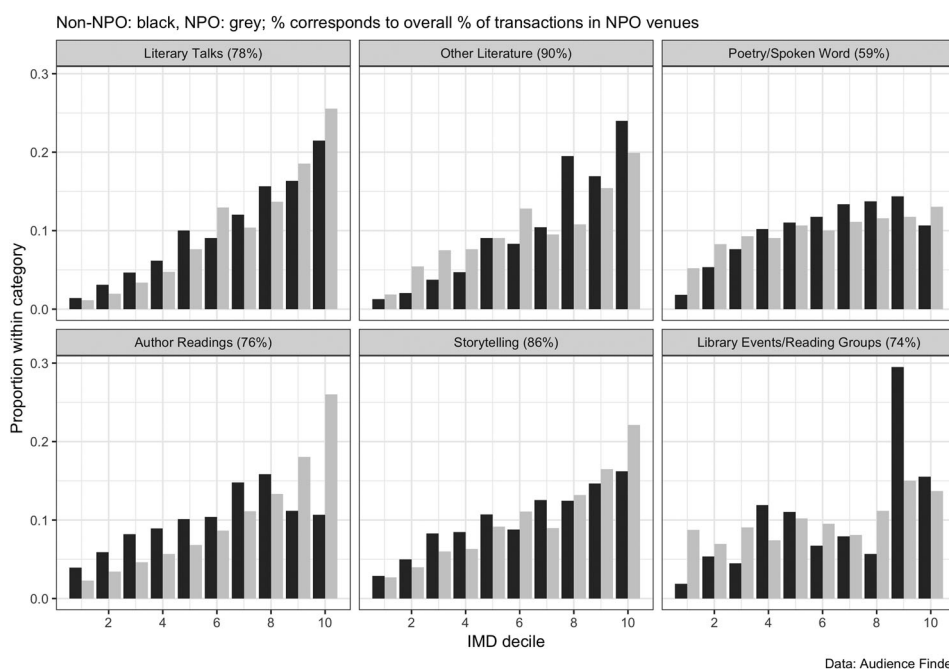 Non-NPO: black, NPO: grey; % corresponds to overall % of transactions in NPO venues
Literary Talks (78%)
Other Literature (90%)
Poetry/Spoken Word (59%)
0.3
0.2
0.1
0.0
Author Readings (76%)
Storytelling (86%)
Library Events/Reading Groups (74%)
0.3
0.2
0.1
0.0
Proportion within category
2 4 6 8 10
2 4 6 8 10
2 4 6 8 10
IMD decile
Data: Audience Finde